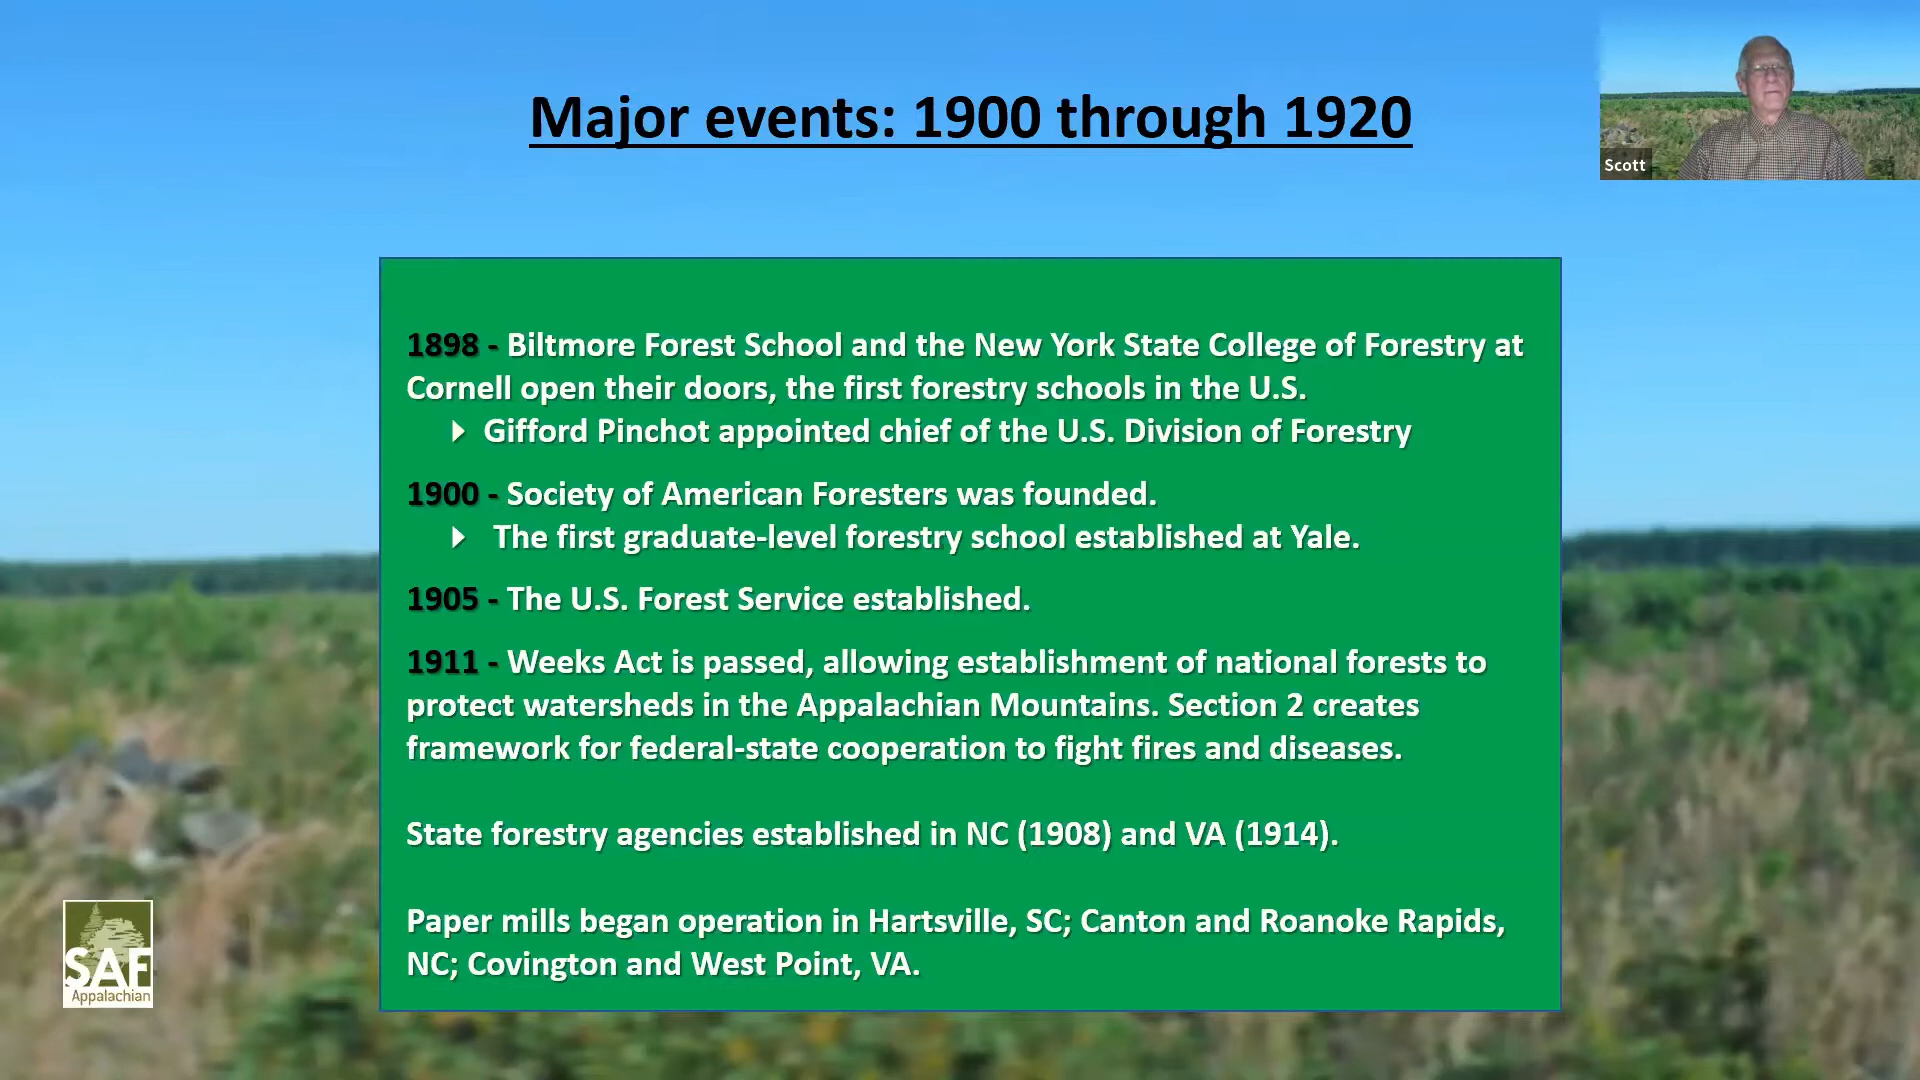 Major events: 1900 through 1920
Scott
1898 - Biltmore Forest School and the New York State College of Forestry at
Cornell open their doors, the first forestry schools in the U.S.
Gifford Pinchot appointed chief of the U.S. Division of Forestry
1900 - Society of American Foresters was founded.
The first graduate-level forestry school established at Yale.
1905 - The U.S. Forest Service established.
1911 - Weeks Act is passed, allowing establishment of national forests to
protect watersheds in the Appalachian Mountains. Section 2 creates
framework for federal-state cooperation to fight fires and diseases.
State forestry agencies established in NC (1908) and VA (1914).
Paper mills began operation in Hartsville, SC; Canton and Roanoke Rapids,
NC; Covington and West Point, VA.
SAF
Appalachian